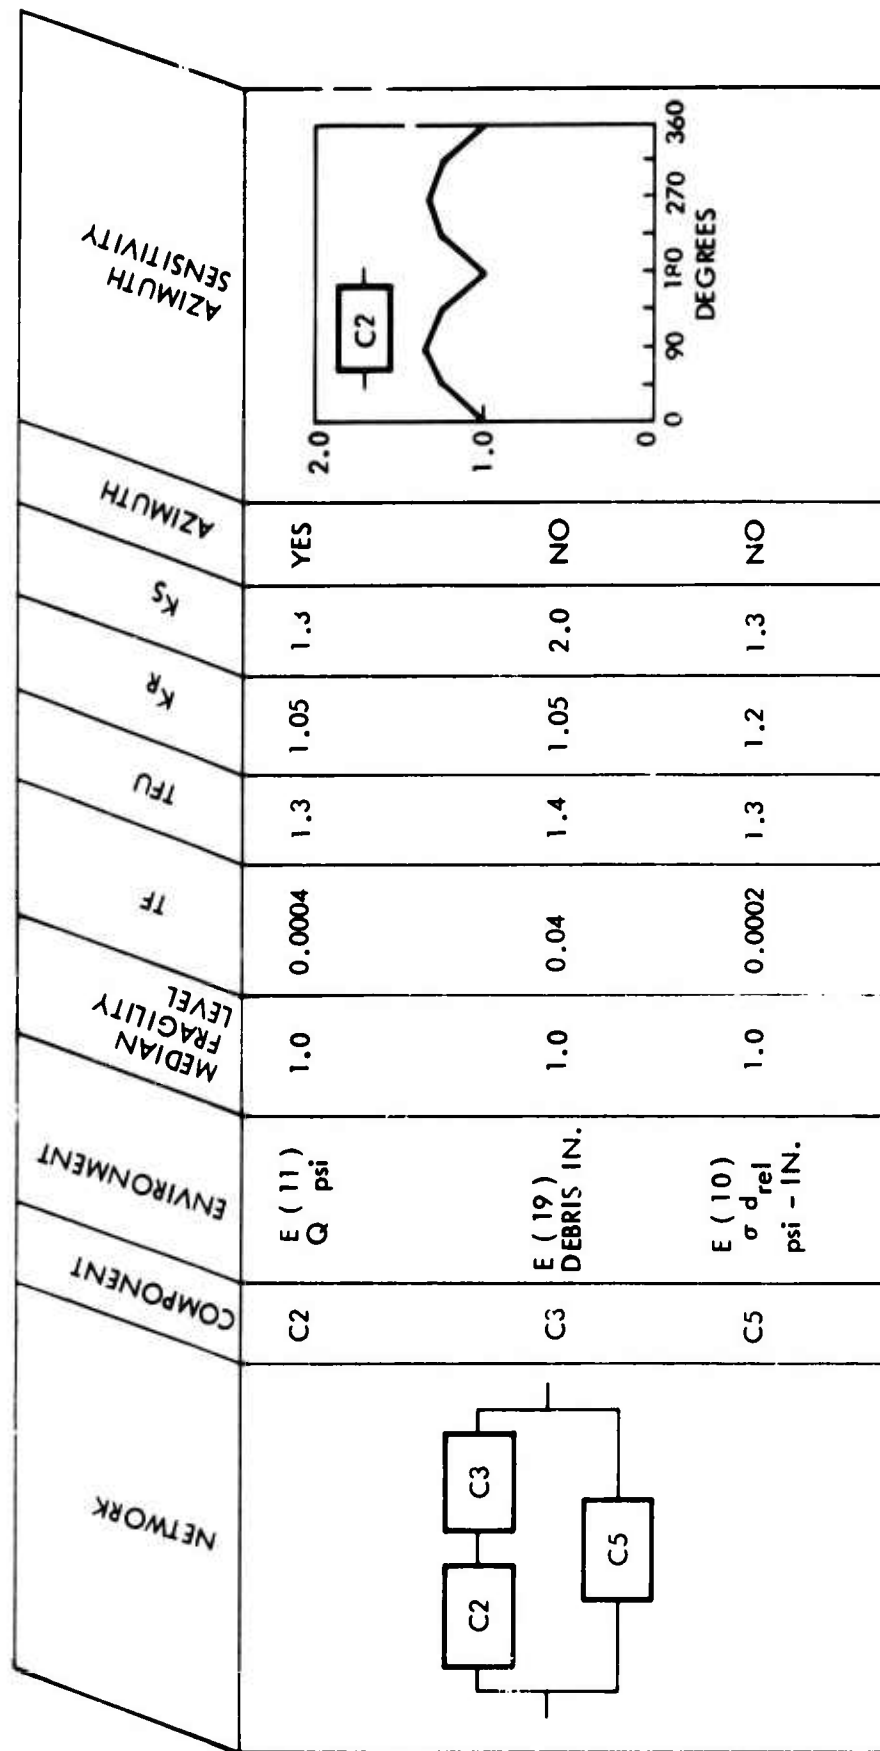 NETWORK
COMPONENT
ENVIRONMENT
MEDIAN
FRAGILITY
LEVEL
TF
TFU
KR
KS
AZIMUTH
AZIMUTH
SENSITIVITY
C2
C3
C5
C2
E (11)
Q psi
1.0
0.0004
1.3
1.05
1.3
YES
C3
E (19)
DEBRIS IN.
1.0
0.04
1.4
1.05
2.0
NO
C5
E (10)
σ d rel
psi - IN.
1.0
0.0002
1.3
1.2
1.3
NO
2.0
1.0
0
C2
0 90 180 270 360
DEGREES